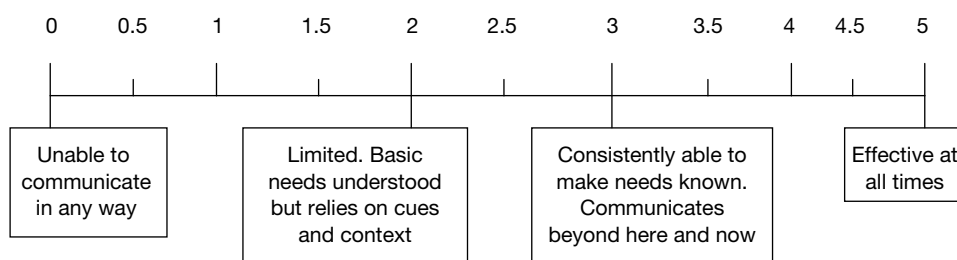 0 0.5 1 1.5 2 2.5 3 3.5 4 4.5 5
Unable to
communicate
in any way
Limited. Basic
needs understood
but relies on cues
and context
Consistently able to
make needs known.
Communicates
beyond here and now
Effective at
all times